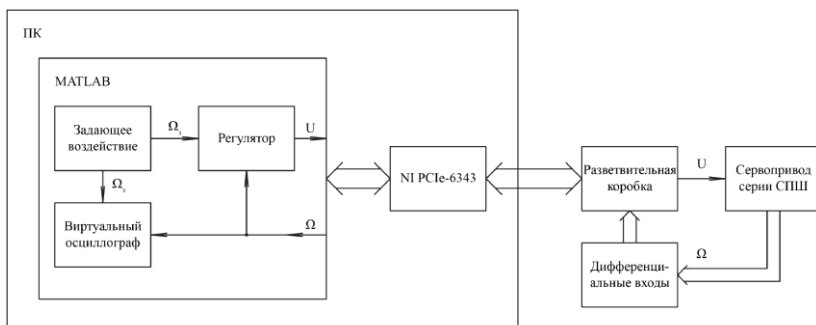 ПК
MATLAB
Задающее
воздействие
Ωз
Регулятор
U
Ωз
Виртуальный
осциллограф
Ω
NI PCIe-6343
Разветвительная
коробка
U
Сервопривод
серии СПШ
Дифференци-
альные входы
Ω